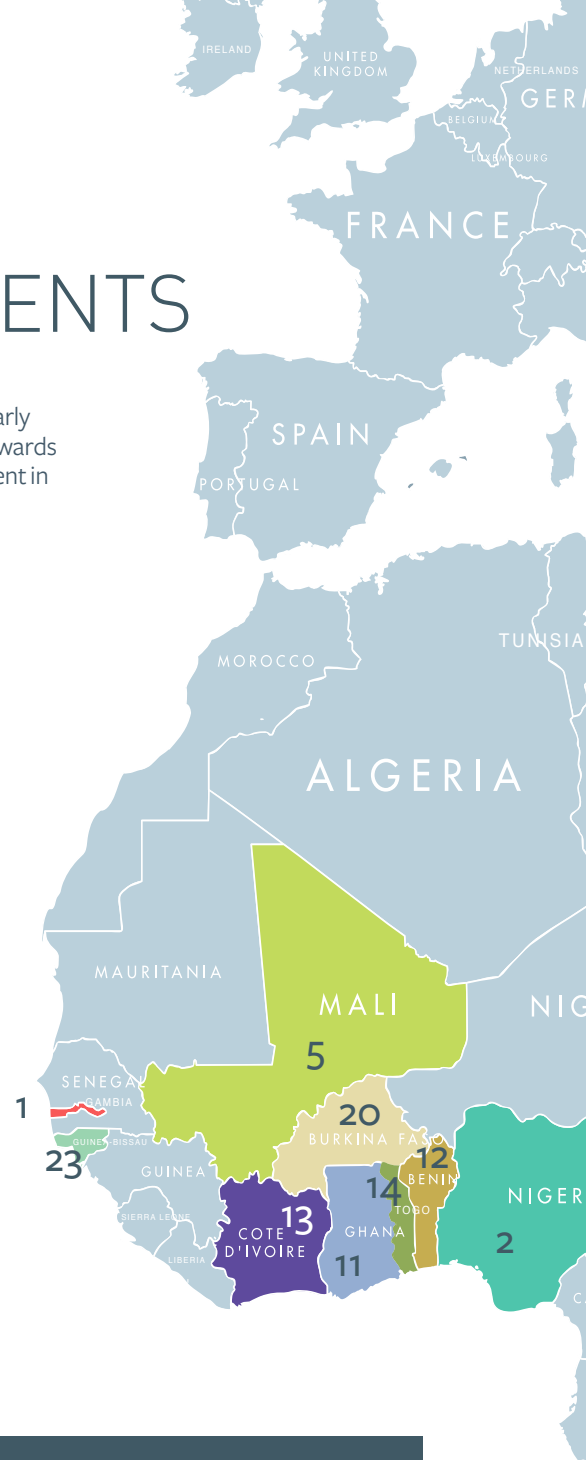 IRELAND
UNITED
KINGDOM
NETHERLANDS
GERM
BELGIUM
LUXEMBOURG
FRANCE
ENTS
arly
wards
ent in
SPAIN
PORTUGAL
TUNISIA
MOROCCO
ALGERIA
MAURITANIA
MALI
NIG
5
SENEGAL
1
GAMBIA
20
BURKINA FASO
GUINEA-BISSAU
23
12
GUINEA
14
BENIN
NIGER
TOGO
SIERRA LEONE
13
COTE
D'IVOIRE
GHANA
2
LIBERIA
11
C